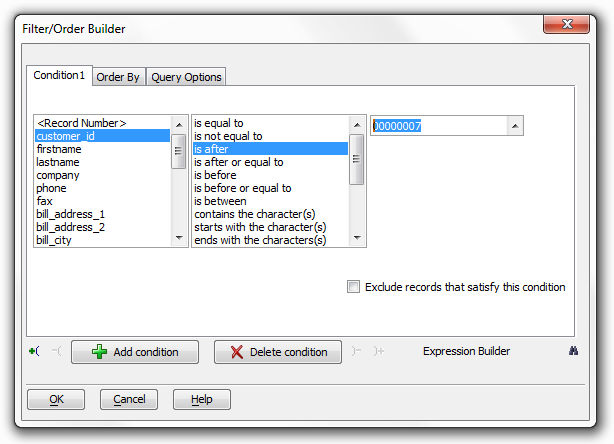 Filter/Order Builder
Condition1 Order By Query Options
<Record Number>
customer_id
firstname
lastname
company
phone
fax
bill_address_1
bill_address_2
bill_city
is equal to
is not equal to
is after
is after or equal to
is before
is before or equal to
is between
contains the character(s)
starts with the character(s)
ends with the characters(s)
00000007
Exclude records that satisfy this condition
+( -( Add condition Delete condition )- )+ Expression Builder
OK Cancel Help